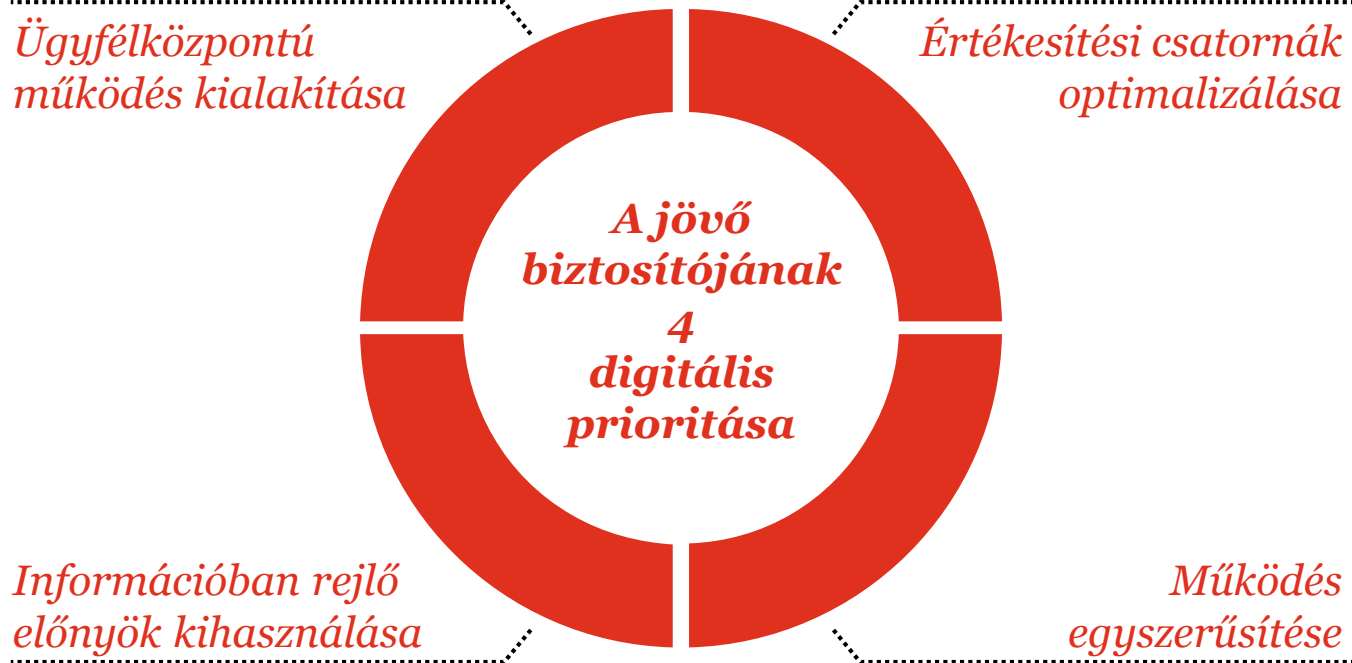 Ügyfélközpontú
működés kialakítása
Értékesítési csatornák
optimalizálása
A jövő
biztosítójának
4
digitális
prioritása
Információban rejlő
előnyök kihasználása
Működés
egyszerűsítése